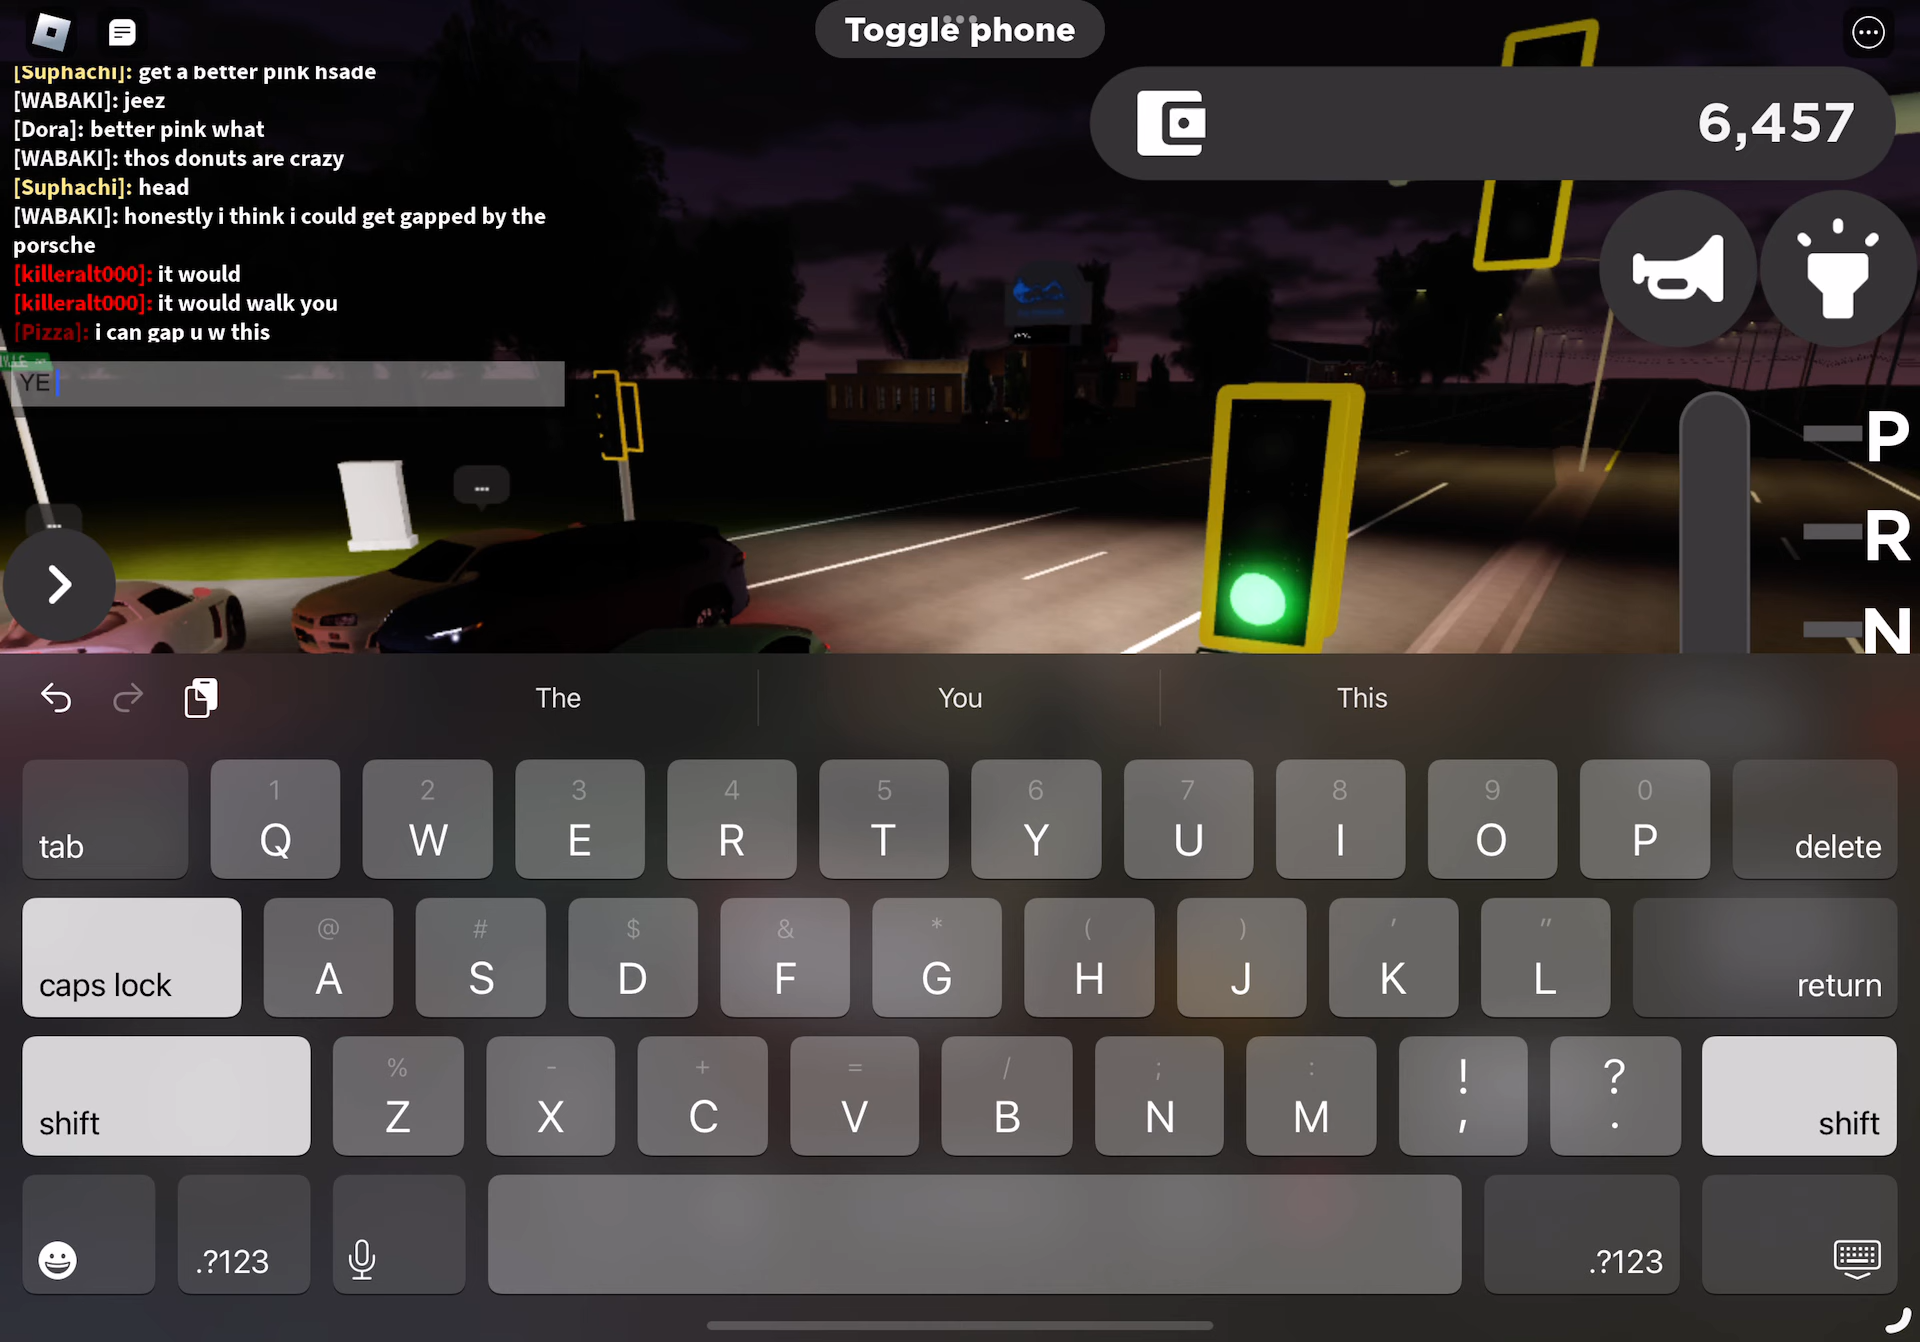 Toggle phone
[Suphachi]: get a better pink hsade
[WABAKI]: jeez
[Dora]: better pink what
[WABAKI]: thos donuts are crazy
[Suphachi]: head
[WABAKI]: honestly i think i could get gapped by the
porsche
[killeralt000]: it would
[killeralt000]: it would walk you
[Pizza]: i can gap u w this
YE
6,457
...
...
P
R
N
The You This
1 2 3 4 5 6 7 8 9 0
tab Q W E R T Y U I O P delete
@ # $ & * ( ) ' "
caps lock A S D F G H J K L return
% - + = / ; : ! ?
shift Z X C V B N M , . shift
.?123 .?123